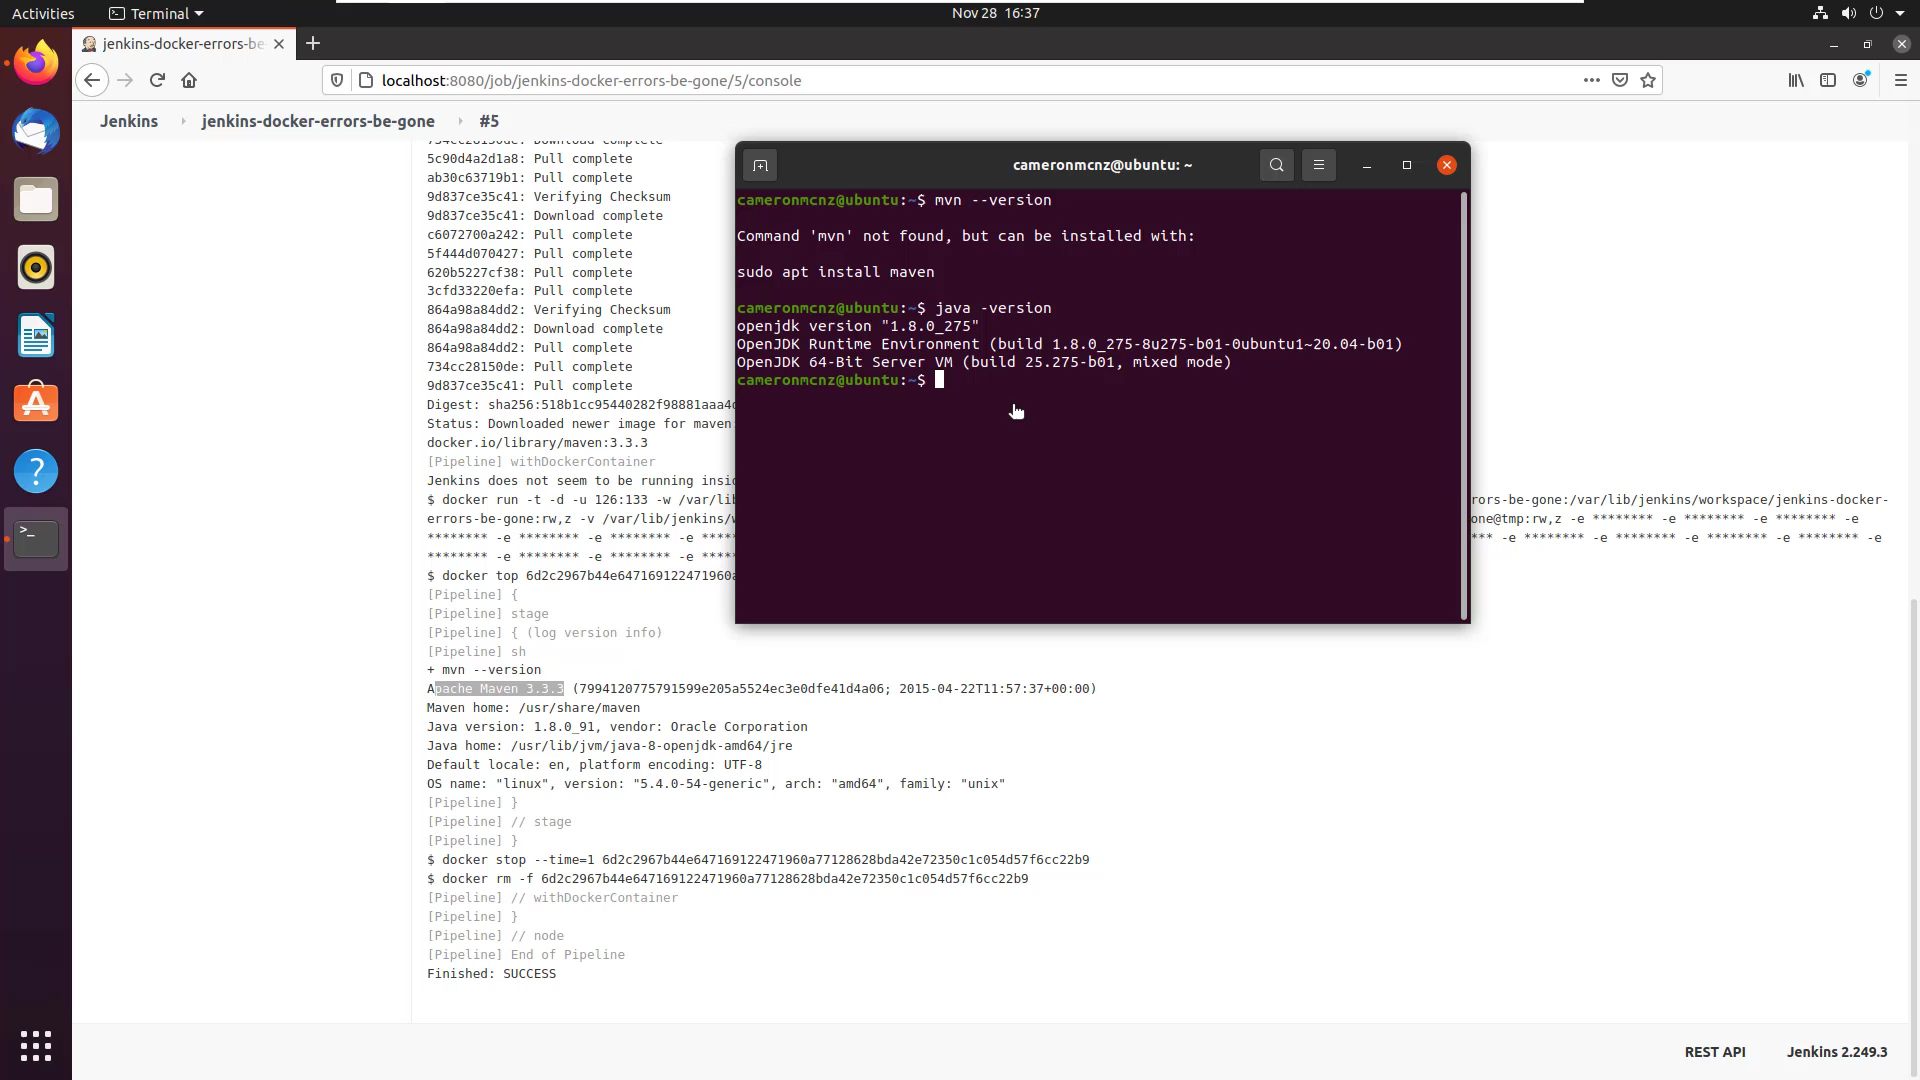 Activities
Terminal
Nov 28 16:37
jenkins-docker-errors-be
localhost:8080/job/jenkins-docker-errors-be-gone/5/console
Jenkins
jenkins-docker-errors-be-gone
#5
734cc28150de: Download complete
5c90d4a2d1a8: Pull complete
ab30c63719b1: Pull complete
9d837ce35c41: Verifying Checksum
9d837ce35c41: Download complete
c6072700a242: Pull complete
5f444d070427: Pull complete
620b5227cf38: Pull complete
3cfd33220efa: Pull complete
864a98a84dd2: Verifying Checksum
864a98a84dd2: Download complete
864a98a84dd2: Pull complete
734cc28150de: Pull complete
9d837ce35c41: Pull complete
Digest: sha256:518b1cc95440282f98881aaa4
Status: Downloaded newer image for maven
docker.io/library/maven:3.3.3
[Pipeline] withDockerContainer
Jenkins does not seem to be running insi
$ docker run -t -d -u 126:133 -w /var/li rors-be-gone:/var/lib/jenkins/workspace/jenkins-docker-
errors-be-gone:rw,z -v /var/lib/jenkins/ one@tmp:rw,z -e ******** -e ******** -e ******** -e
******** -e ******** -e ******** -e **** *** -e ******** -e ******** -e ******** -e ******** -e
******** -e ******** -e ******** -e ****
$ docker top 6d2c2967b44e647169122471960a
[Pipeline] {
[Pipeline] stage
[Pipeline] { (log version info)
[Pipeline] sh
+ mvn --version
Apache Maven 3.3.3 (7994120775791599e205a5524ec3e0dfe41d4a06; 2015-04-22T11:57:37+00:00)
Maven home: /usr/share/maven
Java version: 1.8.0_91, vendor: Oracle Corporation
Java home: /usr/lib/jvm/java-8-openjdk-amd64/jre
Default locale: en, platform encoding: UTF-8
OS name: "linux", version: "5.4.0-54-generic", arch: "amd64", family: "unix"
[Pipeline] }
[Pipeline] // stage
[Pipeline] }
$ docker stop --time=1 6d2c2967b44e647169122471960a77128628bda42e72350c1c054d57f6cc22b9
$ docker rm -f 6d2c2967b44e647169122471960a77128628bda42e72350c1c054d57f6cc22b9
[Pipeline] // withDockerContainer
[Pipeline] }
[Pipeline] // node
[Pipeline] End of Pipeline
Finished: SUCCESS
cameronmcnz@ubuntu: ~
cameronmcnz@ubuntu:~$ mvn --version
Command 'mvn' not found, but can be installed with:
sudo apt install maven
cameronmcnz@ubuntu:~$ java -version
openjdk version "1.8.0_275"
OpenJDK Runtime Environment (build 1.8.0_275-8u275-b01-0ubuntu1~20.04-b01)
OpenJDK 64-Bit Server VM (build 25.275-b01, mixed mode)
cameronmcnz@ubuntu:~$
REST API
Jenkins 2.249.3